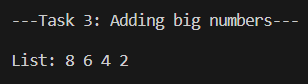 ---Task 3: Adding big numbers---
List: 8 6 4 2